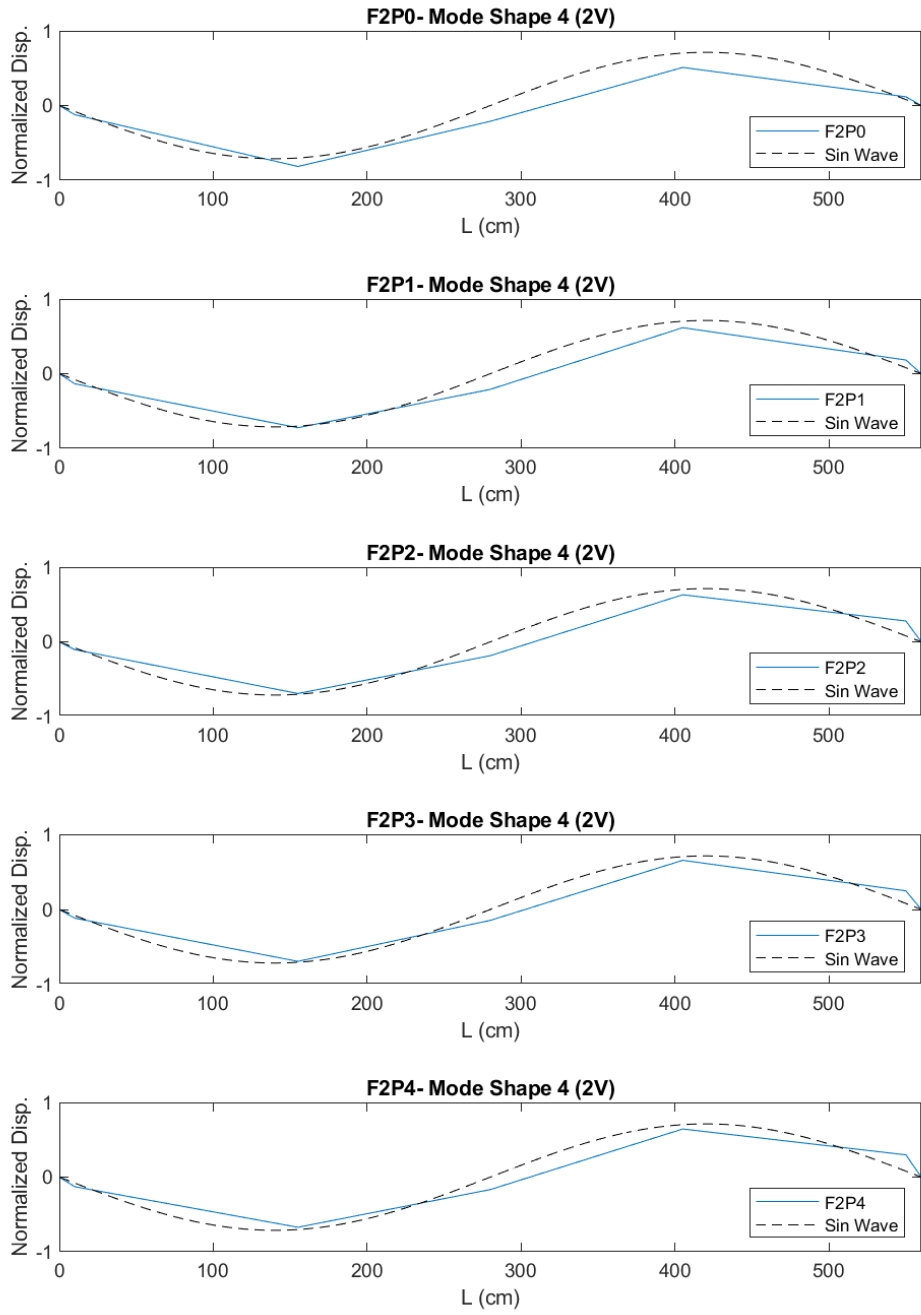 F2P0- Mode Shape 4 (2V)
Normalized Disp.
1
0
-1
0 100 200 300 400 500
L (cm)
F2P0
Sin Wave
F2P1- Mode Shape 4 (2V)
Normalized Disp.
1
0
-1
0 100 200 300 400 500
L (cm)
F2P1
Sin Wave
F2P2- Mode Shape 4 (2V)
Normalized Disp.
1
0
-1
0 100 200 300 400 500
L (cm)
F2P2
Sin Wave
F2P3- Mode Shape 4 (2V)
Normalized Disp.
1
0
-1
0 100 200 300 400 500
L (cm)
F2P3
Sin Wave
F2P4- Mode Shape 4 (2V)
Normalized Disp.
1
0
-1
0 100 200 300 400 500
L (cm)
F2P4
Sin Wave